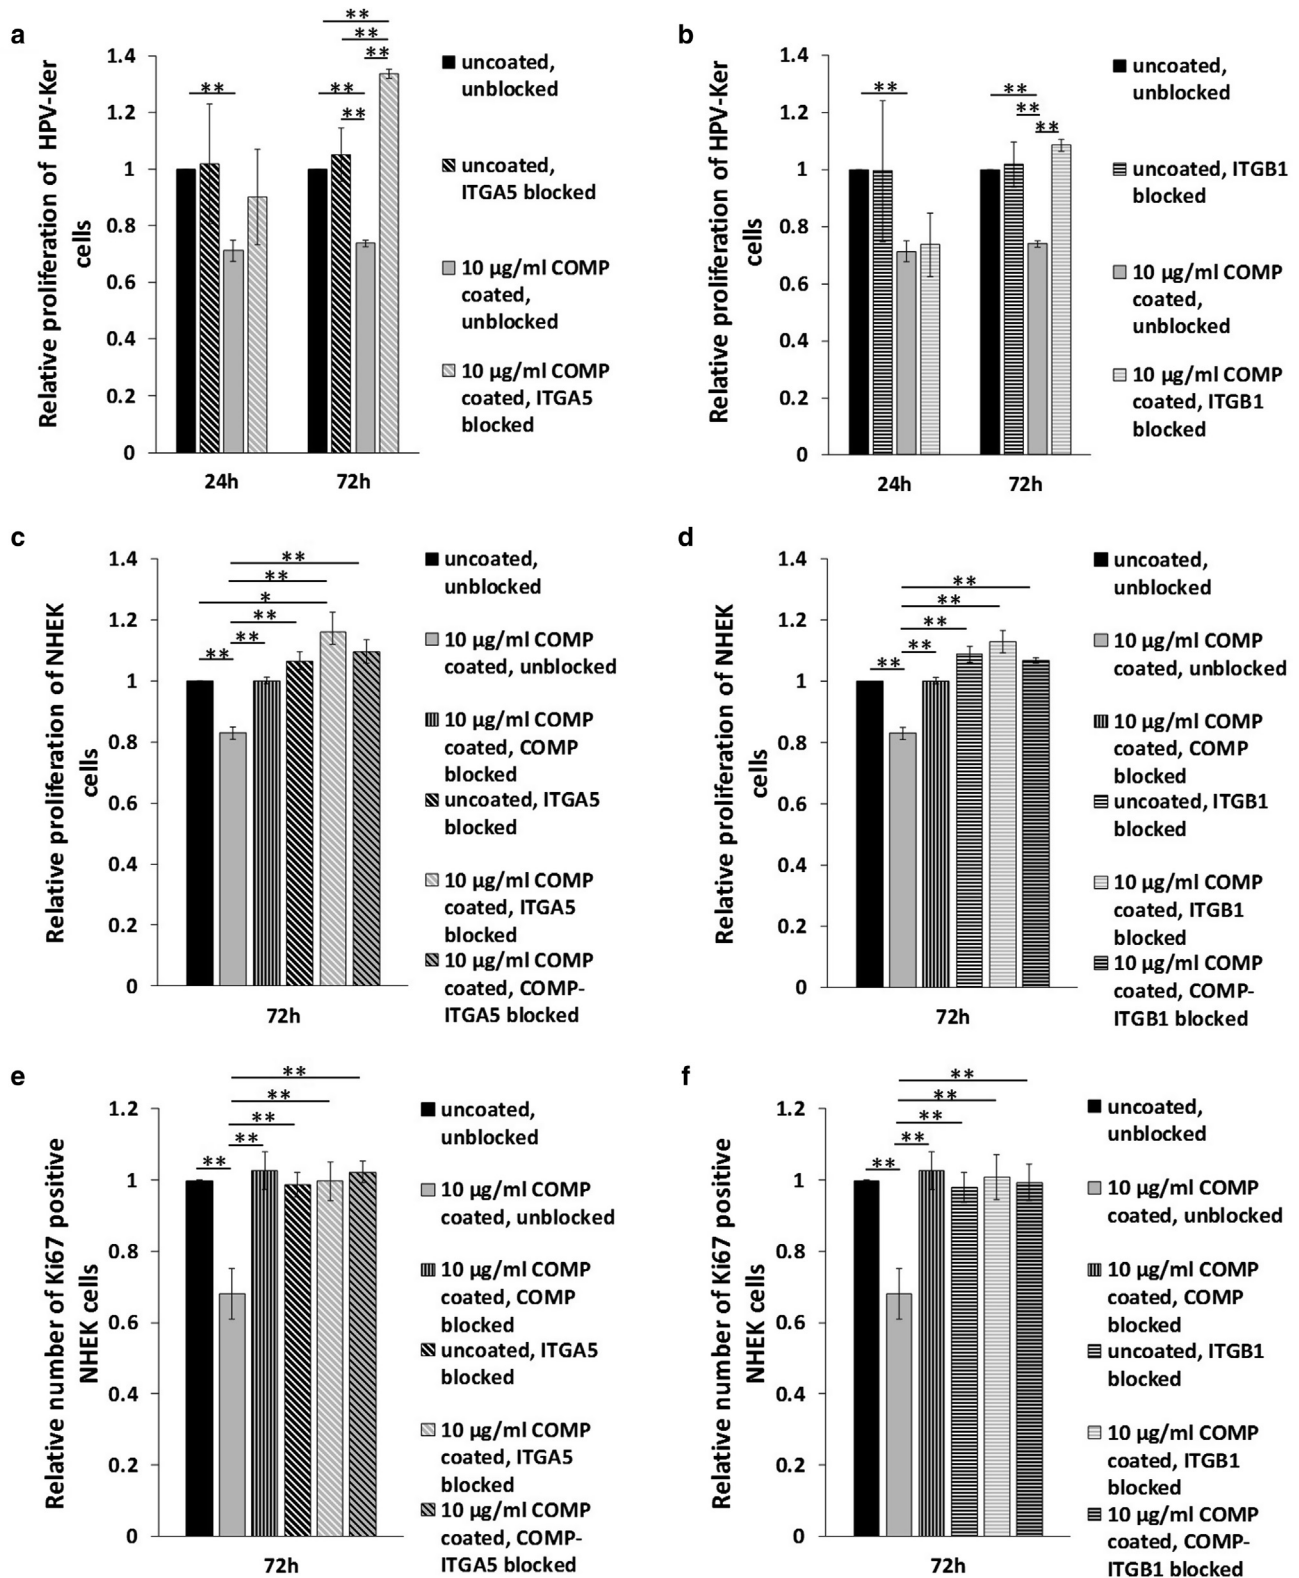 a
Relative proliferation of HPV-Ker
cells
1.4
1.2
1
0.8
0.6
0.4
0.2
0
**
**
**
**
**
**
24h
72h
uncoated,
unblocked
uncoated,
ITGA5 blocked
10 µg/ml COMP
coated,
unblocked
10 µg/ml COMP
coated, ITGA5
blocked
b
Relative proliferation of HPV-Ker
cells
1.4
1.2
1
0.8
0.6
0.4
0.2
0
**
**
**
**
24h
72h
uncoated,
unblocked
uncoated, ITGB1
blocked
10 µg/ml COMP
coated,
unblocked
10 µg/ml COMP
coated, ITGB1
blocked
c
Relative proliferation of NHEK
cells
1.4
1.2
1
0.8
0.6
0.4
0.2
0
**
**
*
**
**
**
72h
uncoated,
unblocked
10 µg/ml COMP
coated, unblocked
10 µg/ml COMP
coated, COMP
blocked
uncoated, ITGA5
blocked
10 µg/ml COMP
coated, ITGA5
blocked
10 µg/ml COMP
coated, COMP-
ITGA5 blocked
d
Relative proliferation of NHEK
cells
1.4
1.2
1
0.8
0.6
0.4
0.2
0
**
**
**
**
**
72h
uncoated,
unblocked
10 µg/ml COMP
coated, unblocked
10 µg/ml COMP
coated, COMP
blocked
uncoated, ITGB1
blocked
10 µg/ml COMP
coated, ITGB1
blocked
10 µg/ml COMP
coated, COMP-
ITGB1 blocked
e
Relative number of Ki67 positive
NHEK cells
1.2
1
0.8
0.6
0.4
0.2
0
**
**
**
**
**
72h
uncoated,
unblocked
10 µg/ml COMP
coated, unblocked
10 µg/ml COMP
coated, COMP
blocked
uncoated, ITGA5
blocked
10 µg/ml COMP
coated, ITGA5
blocked
10 µg/ml COMP
coated, COMP-
ITGA5 blocked
f
Relative number of Ki67 positive
NHEK cells
1.2
1
0.8
0.6
0.4
0.2
0
**
**
**
**
**
72h
uncoated,
unblocked
10 µg/ml COMP
coated, unblocked
10 µg/ml COMP
coated, COMP
blocked
uncoated, ITGB1
blocked
10 µg/ml COMP
coated, ITGB1
blocked
10 µg/ml COMP
coated, COMP-
ITGB1 blocked